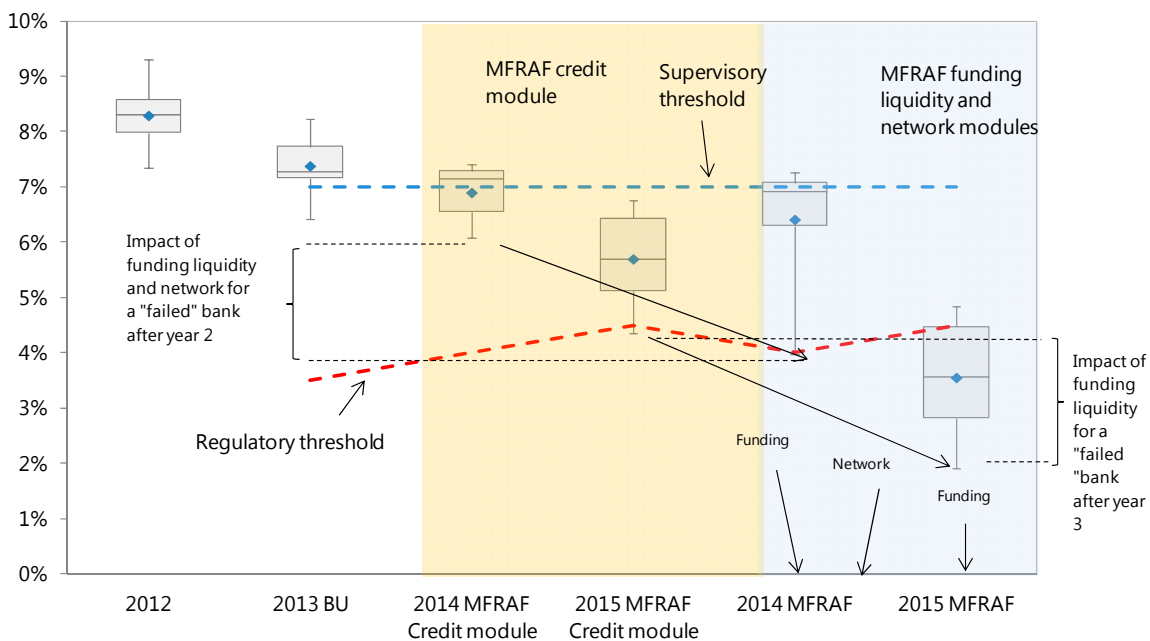 10%
9%
8%
7%
6%
5%
4%
3%
2%
1%
0%
MFRAF credit
module
Supervisory
threshold
MFRAF funding
liquidity and
network modules
Impact of
funding liquidity
and network for
a "failed" bank
after year 2
Regulatory threshold
Funding
Network
Funding
Impact of
funding
liquidity
for a
"failed
"bank
after year
3
2012
2013 BU
2014 MFRAF
Credit module
2015 MFRAF
Credit module
2014 MFRAF
2015 MFRAF